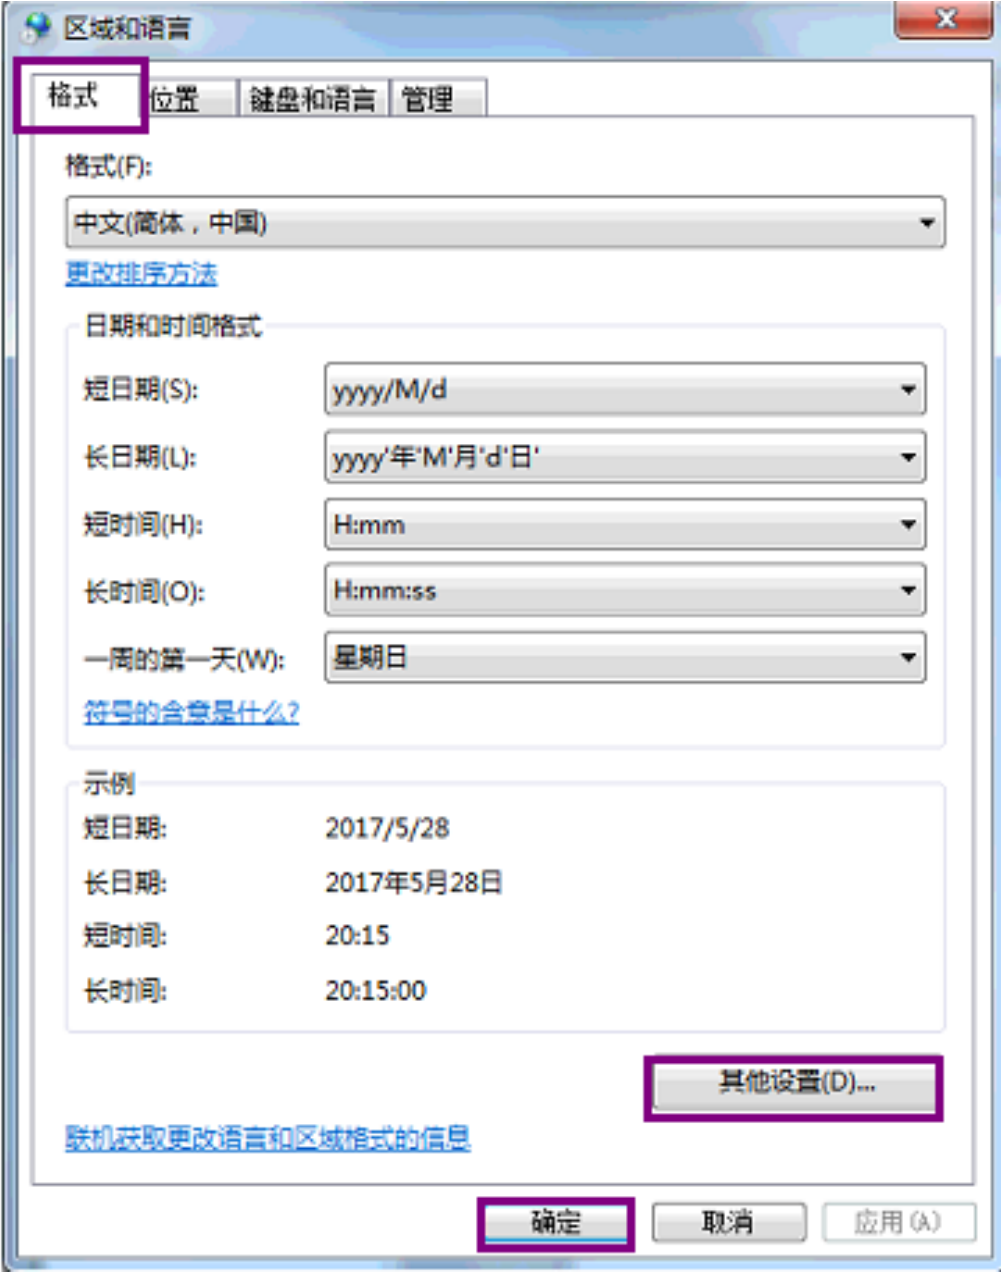 区域和语言
格式 位置 键盘和语言 管理
格式(F):
中文(简体，中国)
更改排序方法
日期和时间格式
短日期(S): yyyy/M/d
长日期(L): yyyy'年'M'月'd'日'
短时间(H): H:mm
长时间(O): H:mm:ss
一周的第一天(W): 星期日
符号的含意是什么?
示例
短日期: 2017/5/28
长日期: 2017年5月28日
短时间: 20:15
长时间: 20:15:00
其他设置(D)...
联机获取更改语言和区域格式的信息
确定 取消 应用(A)